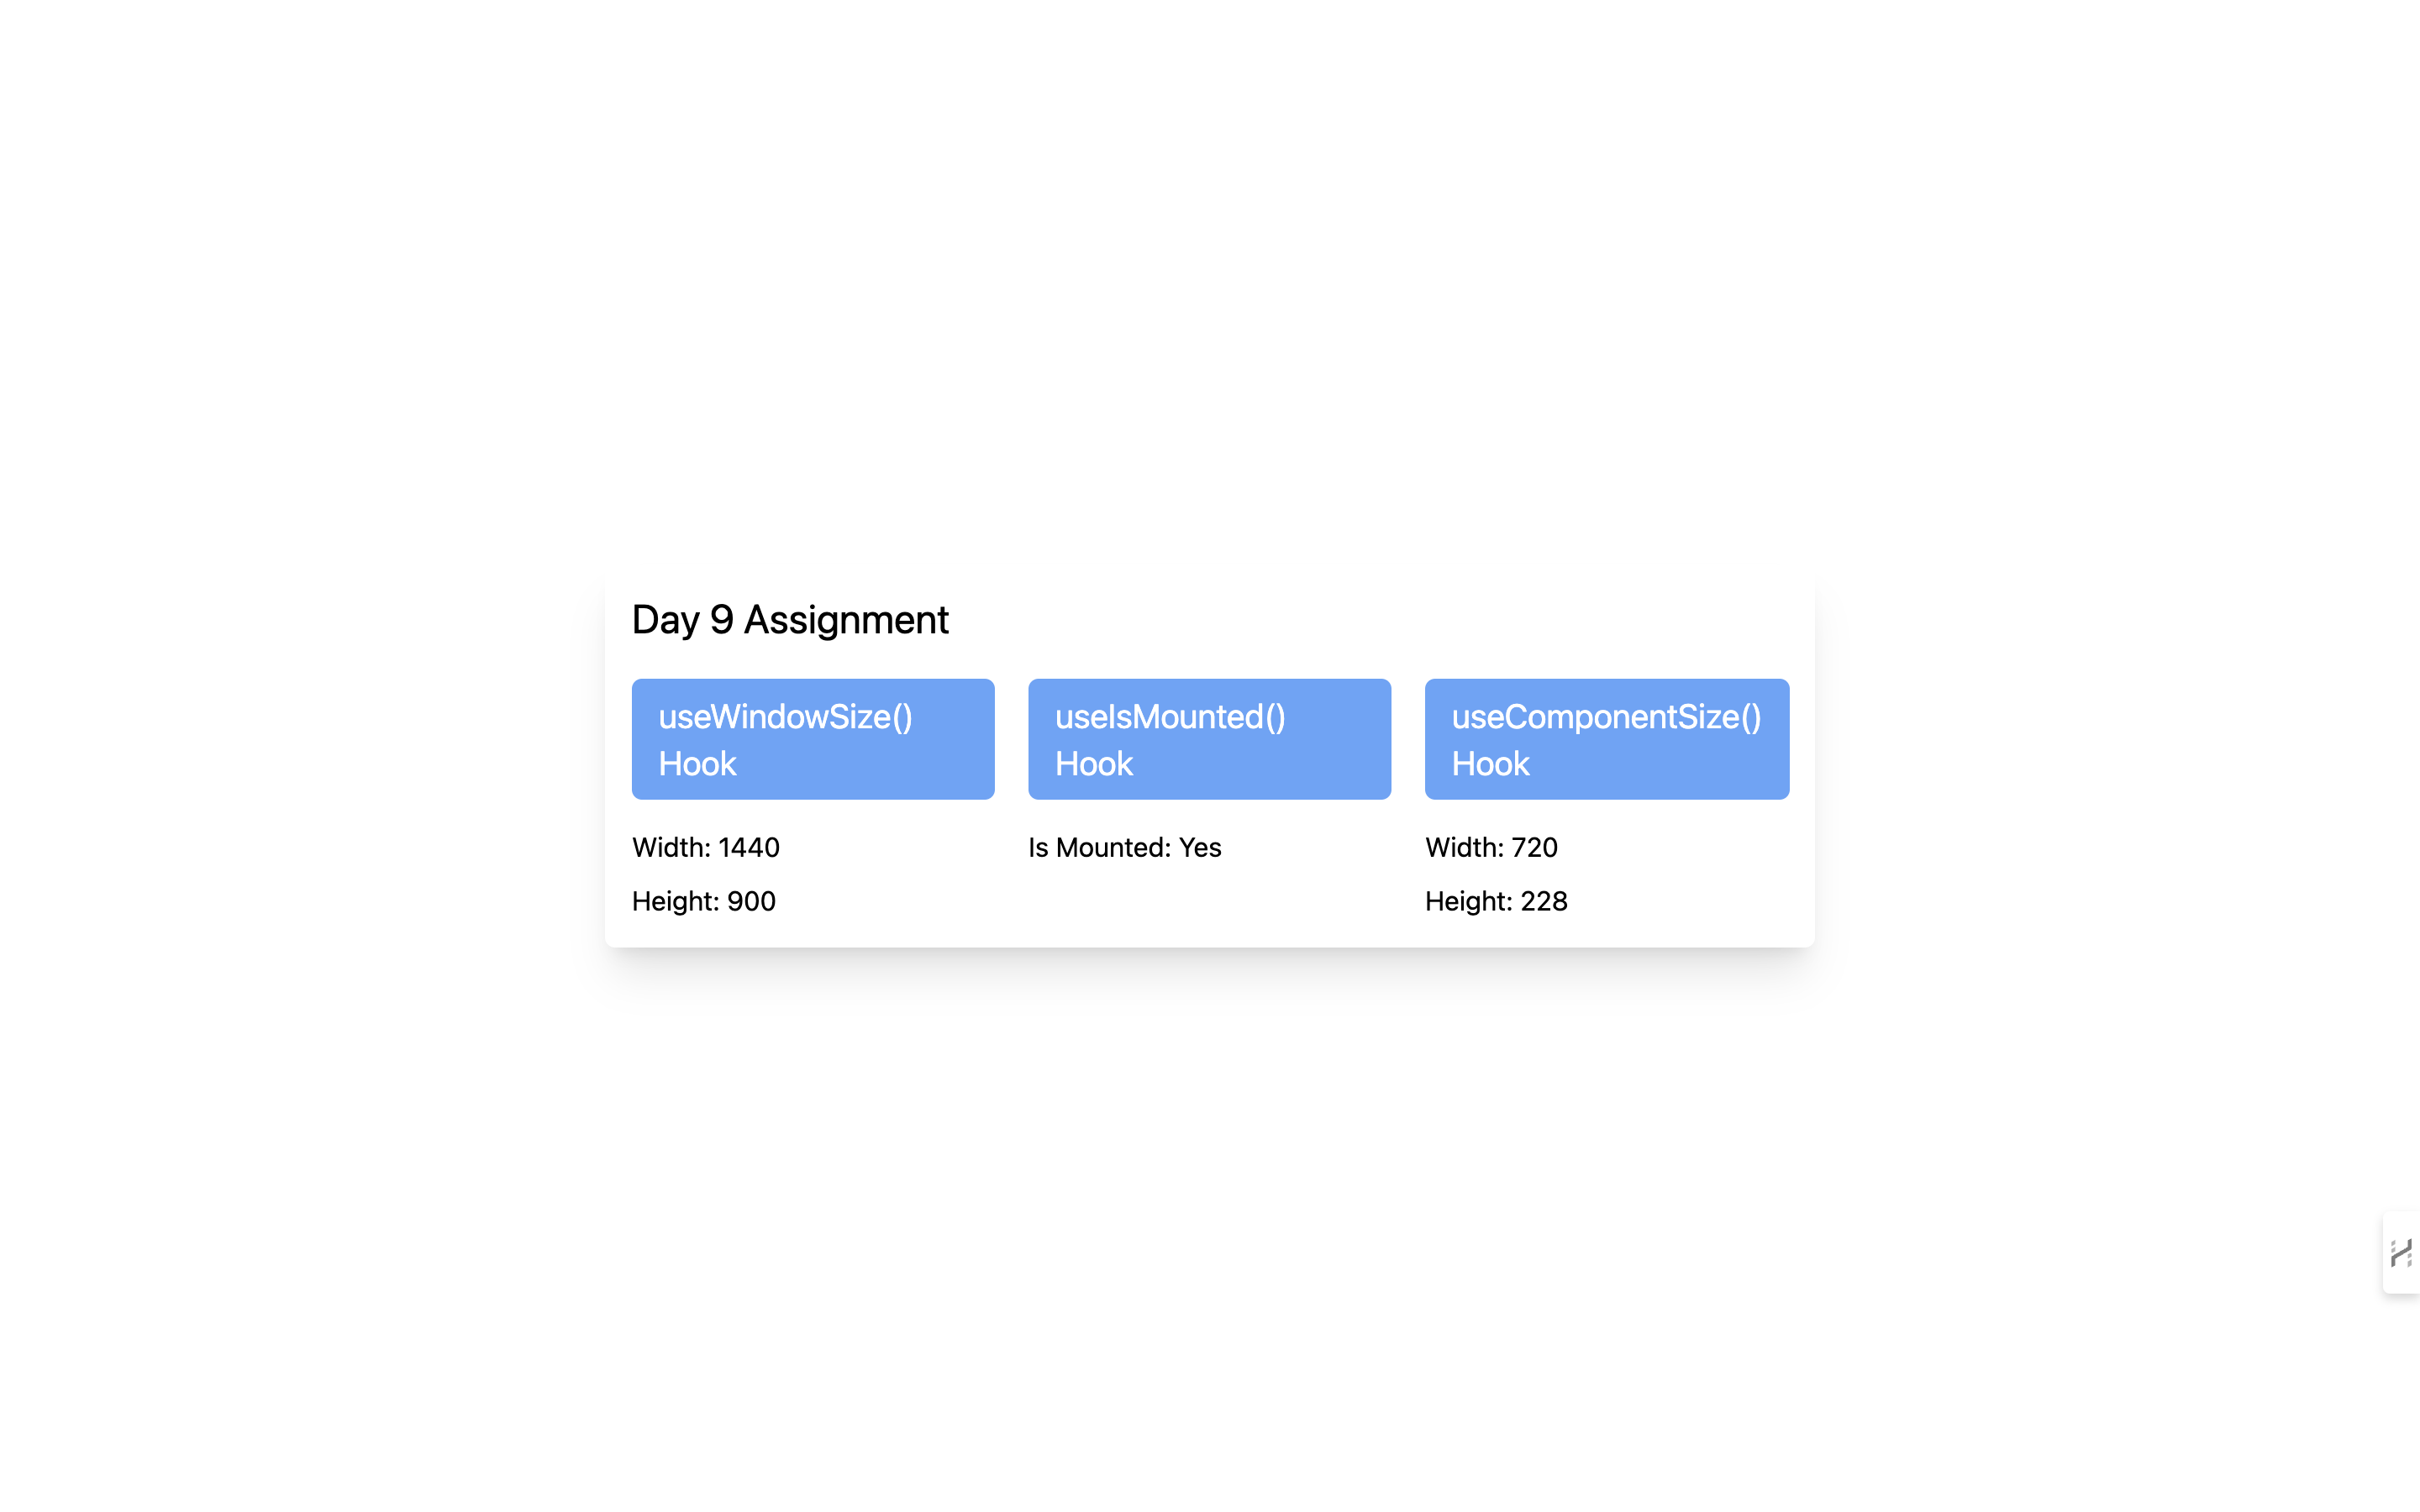 Day 9 Assignment
useWindowSize()
Hook
Width: 1440
Height: 900
useIsMounted()
Hook
Is Mounted: Yes
useComponentSize()
Hook
Width: 720
Height: 228